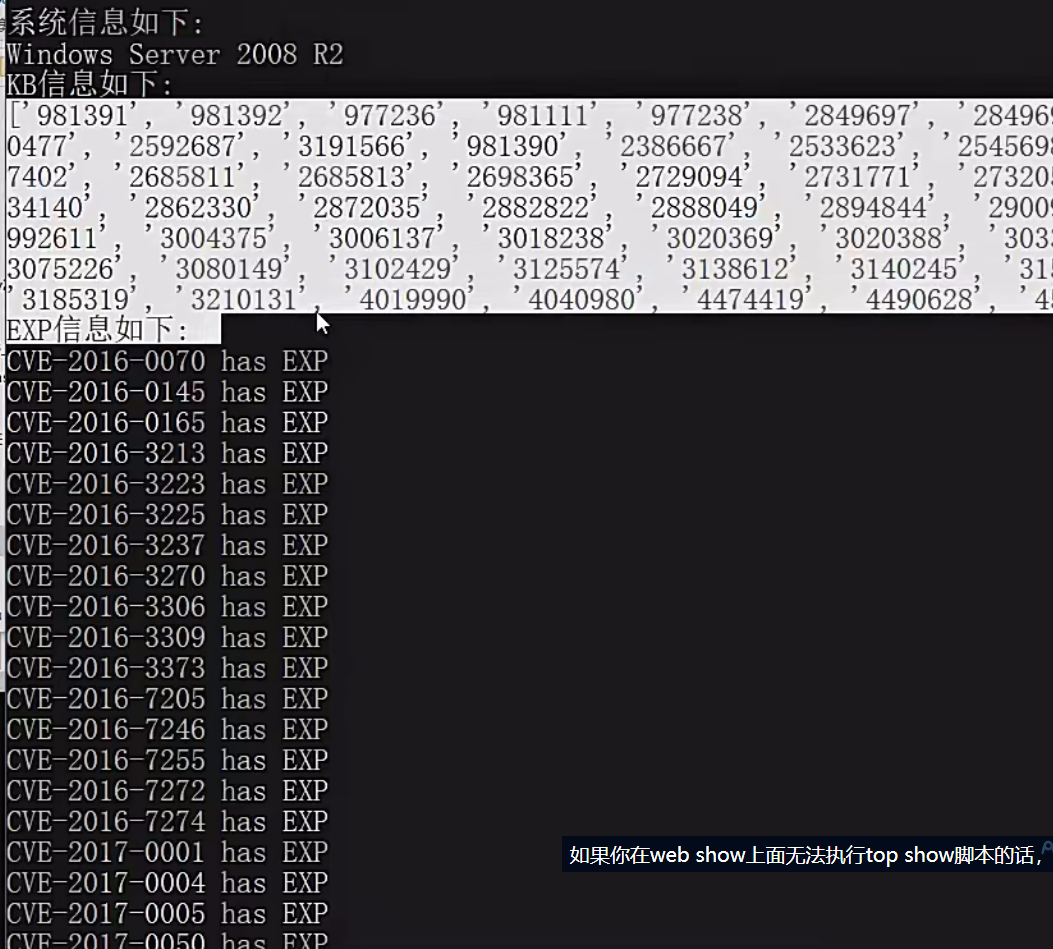 系统信息如下:
Windows Server 2008 R2
KB信息如下:
['981391', '981392', '977236', '981111', '977238', '2849697', '28496
0477', '2592687', '3191566', '981390', '2386667', '2533623', '254569
7402', '2685811', '2685813', '2698365', '2729094', '2731771', '27320
34140', '2862330', '2872035', '2882822', '2888049', '2894844', '2900
992611', '3004375', '3006137', '3018238', '3020369', '3020388', '303
3075226', '3080149', '3102429', '3125574', '3138612', '3140245', '31
'3185319', '3210131', '4019990', '4040980', '4474419', '4490628', '4
EXP信息如下:
CVE-2016-0070 has EXP
CVE-2016-0145 has EXP
CVE-2016-0165 has EXP
CVE-2016-3213 has EXP
CVE-2016-3223 has EXP
CVE-2016-3225 has EXP
CVE-2016-3237 has EXP
CVE-2016-3270 has EXP
CVE-2016-3306 has EXP
CVE-2016-3309 has EXP
CVE-2016-3373 has EXP
CVE-2016-7205 has EXP
CVE-2016-7246 has EXP
CVE-2016-7255 has EXP
CVE-2016-7272 has EXP
CVE-2016-7274 has EXP
CVE-2017-0001 has EXP
CVE-2017-0004 has EXP
CVE-2017-0005 has EXP
CVE-2017-0050 has EXP
如果你在web show上面无法执行top show脚本的话,